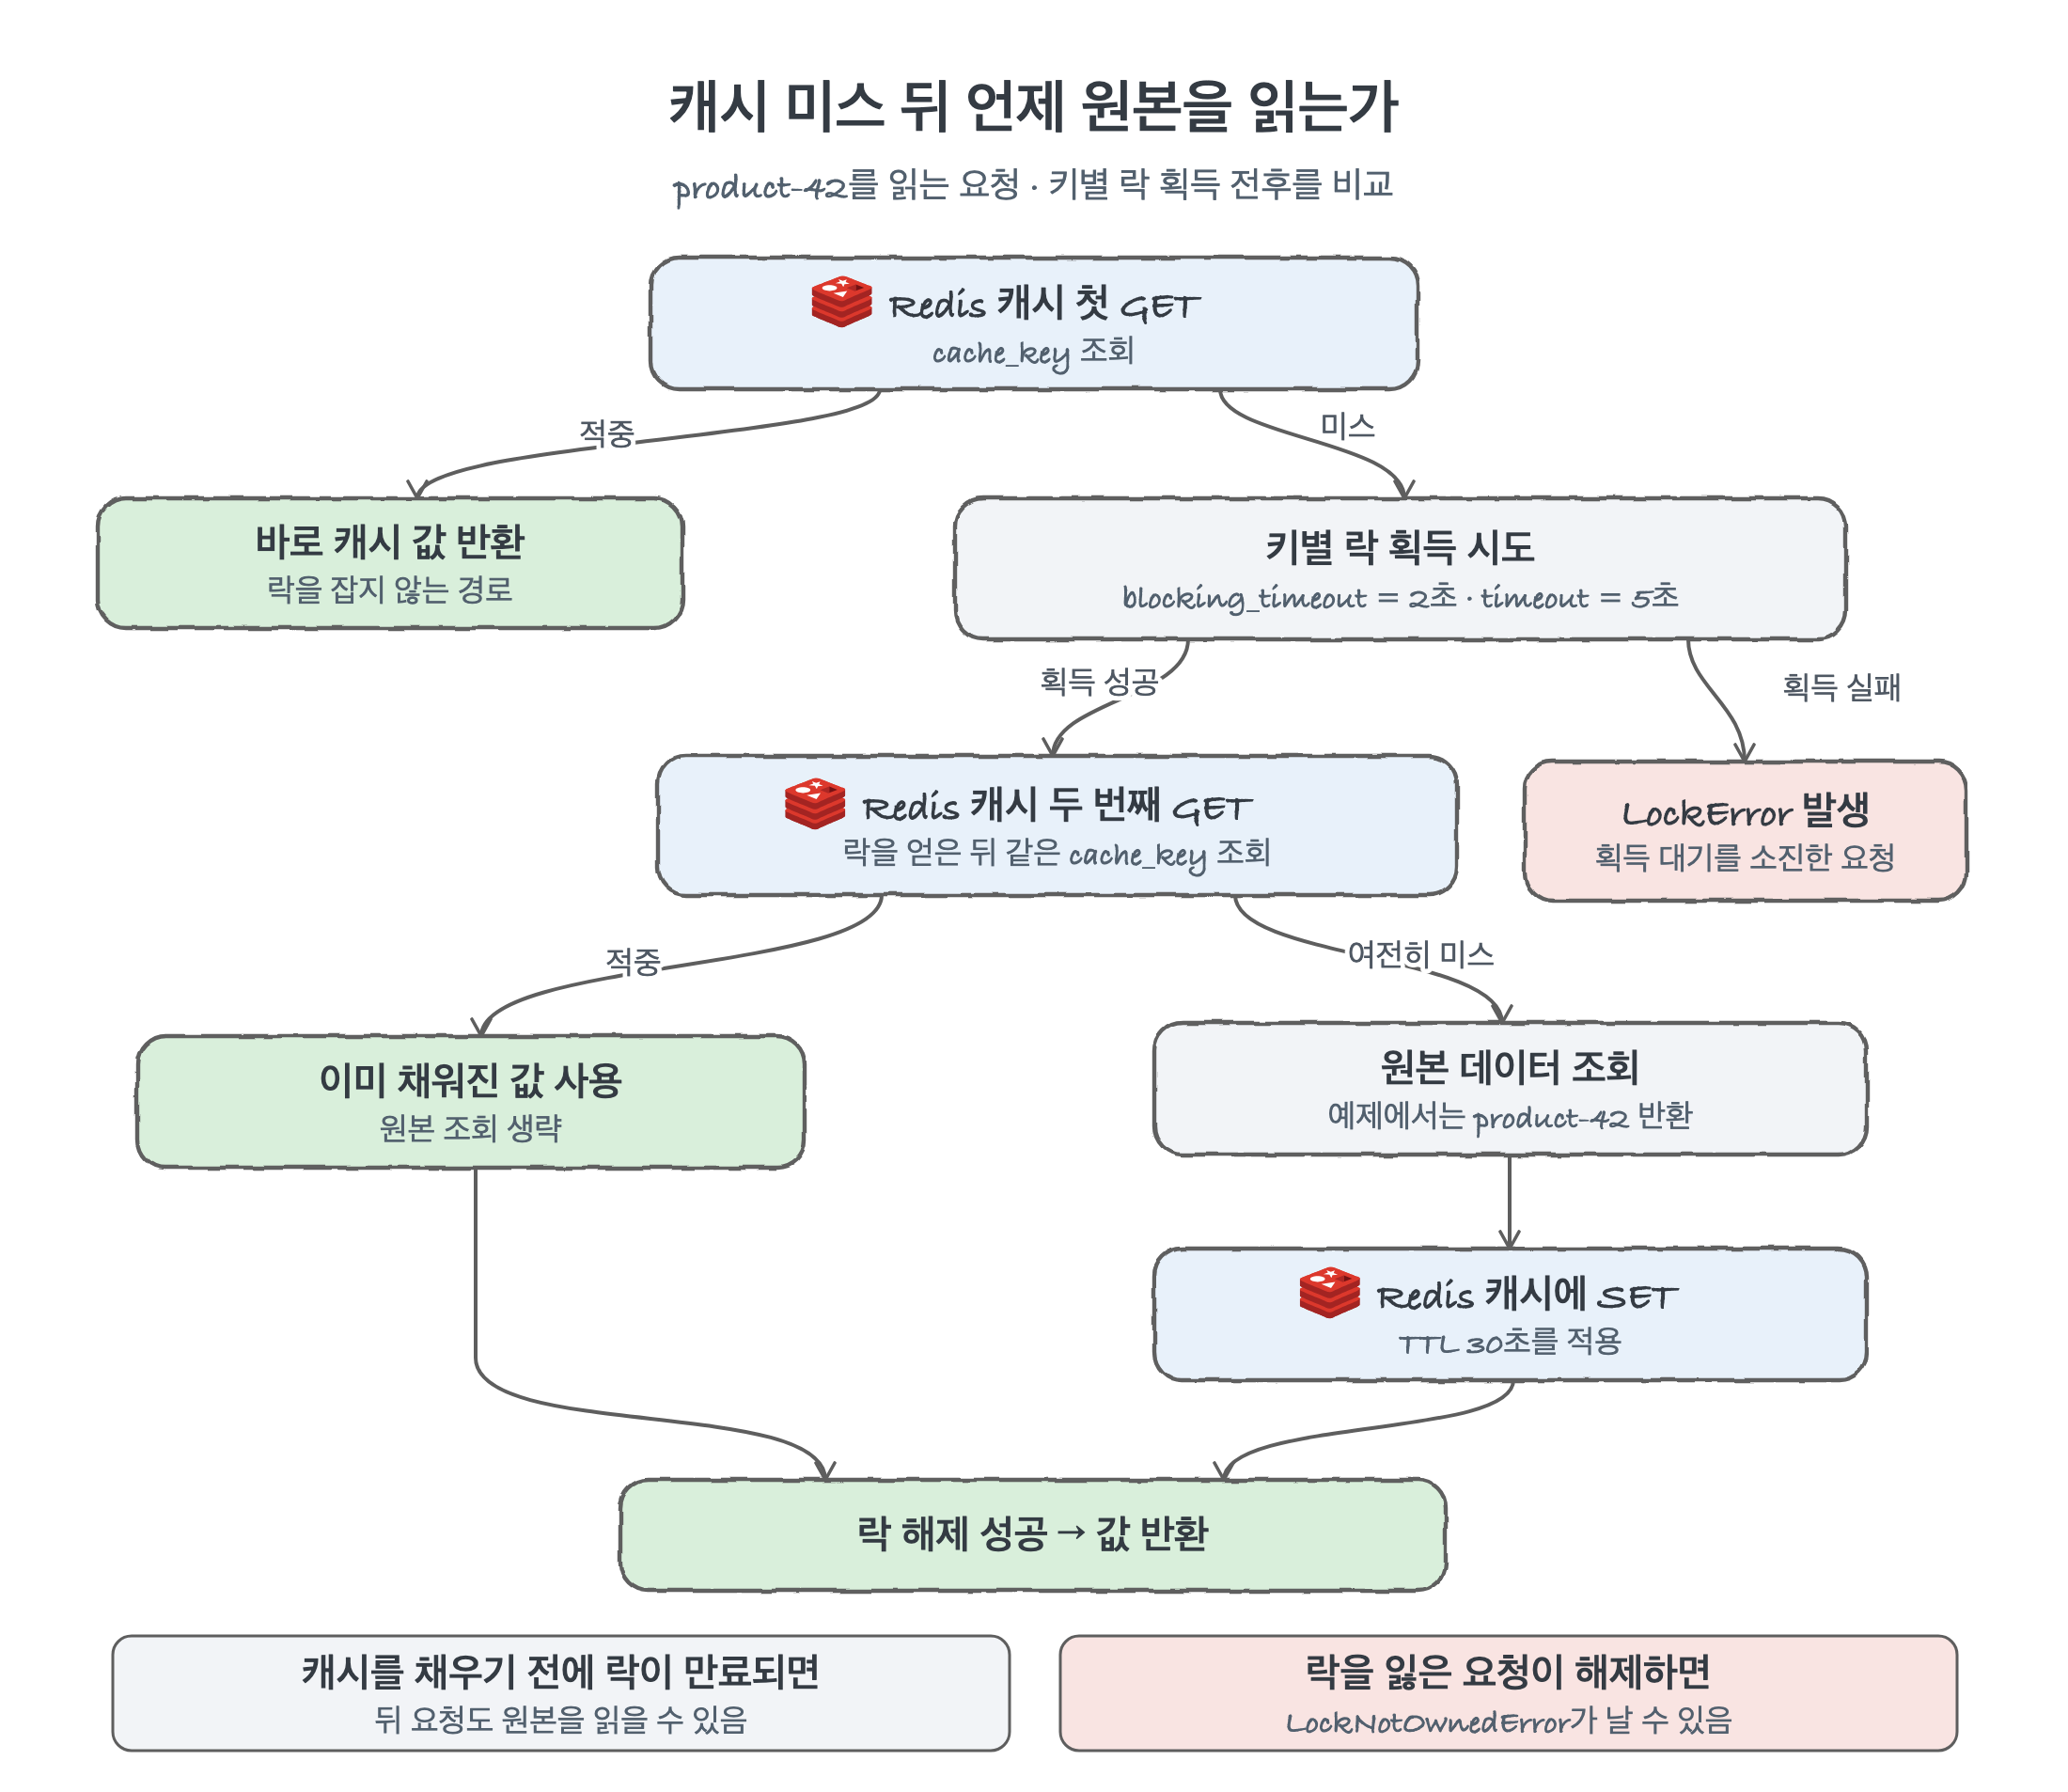 캐시 미스 뒤 언제 원본을 읽는가
product-42를 읽는 요청 · 키별 락 획득 전후를 비교
Redis 캐시 첫 GET
cache_key 조회
적중
미스
바로 캐시 값 반환
락을 잡지 않는 경로
키별 락 획득 시도
blocking_timeout = 2초 · timeout = 5초
획득 성공
획득 실패
Redis 캐시 두 번째 GET
락을 얻은 뒤 같은 cache_key 조회
LockError 발생
획득 대기를 소진한 요청
적중
여전히 미스
이미 채워진 값 사용
원본 조회 생략
원본 데이터 조회
예제에서는 product-42 반환
Redis 캐시에 SET
TTL 30초를 적용
락 해제 성공 → 값 반환
캐시를 채우기 전에 락이 만료되면
뒤 요청도 원본을 읽을 수 있음
락을 잃은 요청이 해제하면
LockNotOwnedError가 날 수 있음